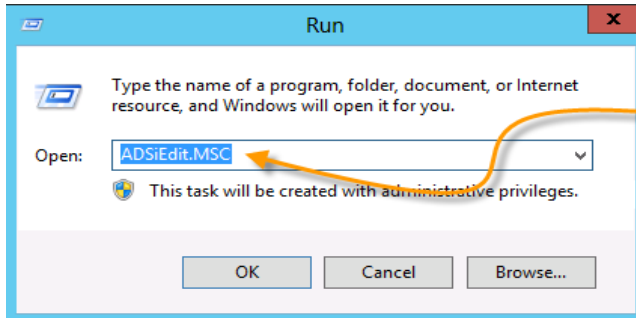 Run
x
Type the name of a program, folder, document, or Internet
resource, and Windows will open it for you.
Open: ADSiEdit.MSC
This task will be created with administrative privileges.
OK Cancel Browse...